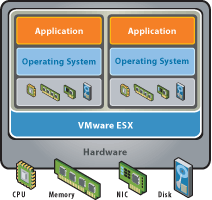 Application Application
Operating System Operating System
VMware ESX
Hardware
CPU Memory NIC Disk